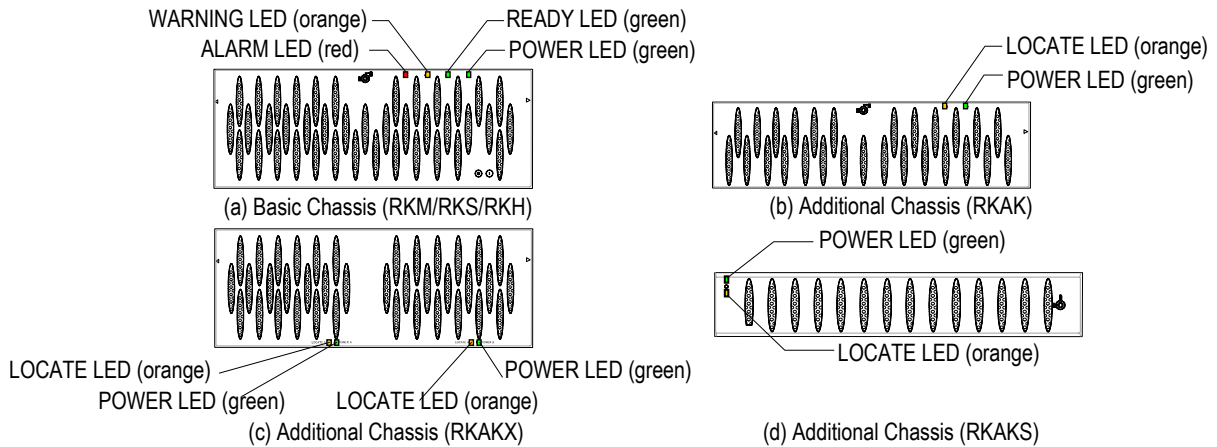 WARNING LED (orange)
READY LED (green)
ALARM LED (red)
POWER LED (green)
(a) Basic Chassis (RKM/RKS/RKH)
LOCATE LED (orange)
POWER LED (green)
(b) Additional Chassis (RKAK)
LOCATE LED (orange)
POWER LED (green)
LOCATE LED (orange)
POWER LED (green)
(c) Additional Chassis (RKAKX)
POWER LED (green)
LOCATE LED (orange)
(d) Additional Chassis (RKAKS)